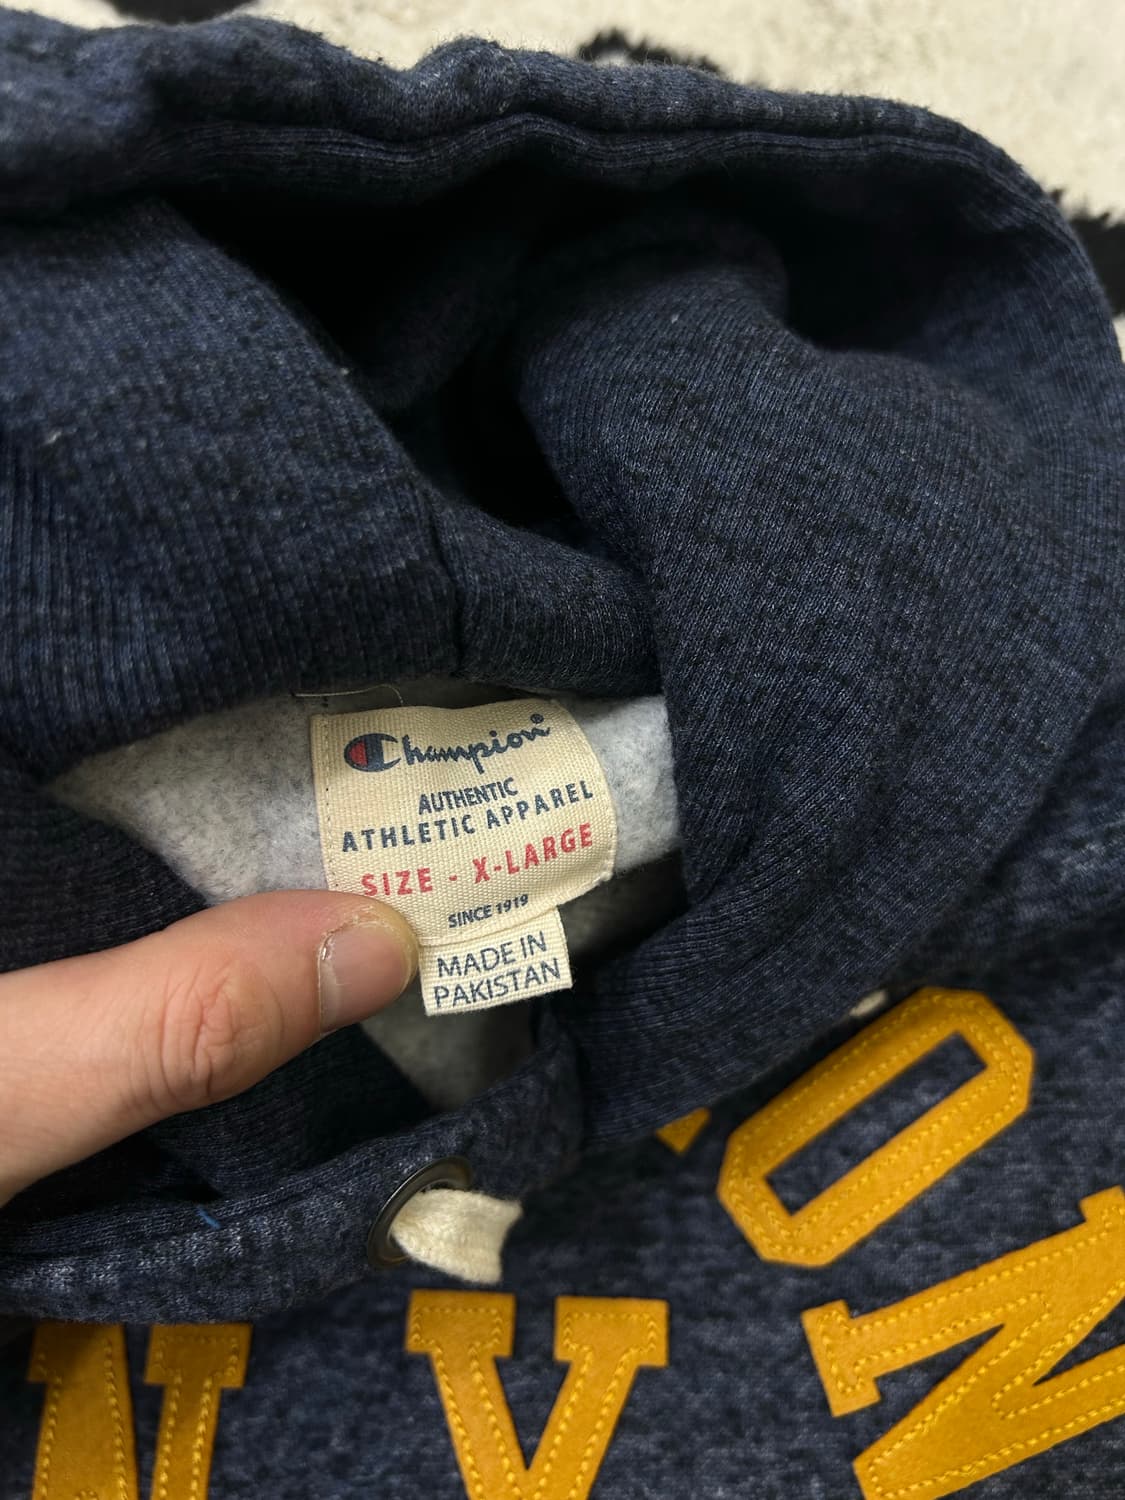 Champion®
AUTHENTIC
ATHLETIC APPAREL
SIZE - X-LARGE
SINCE 1919
MADE IN
PAKISTAN
O
N
V